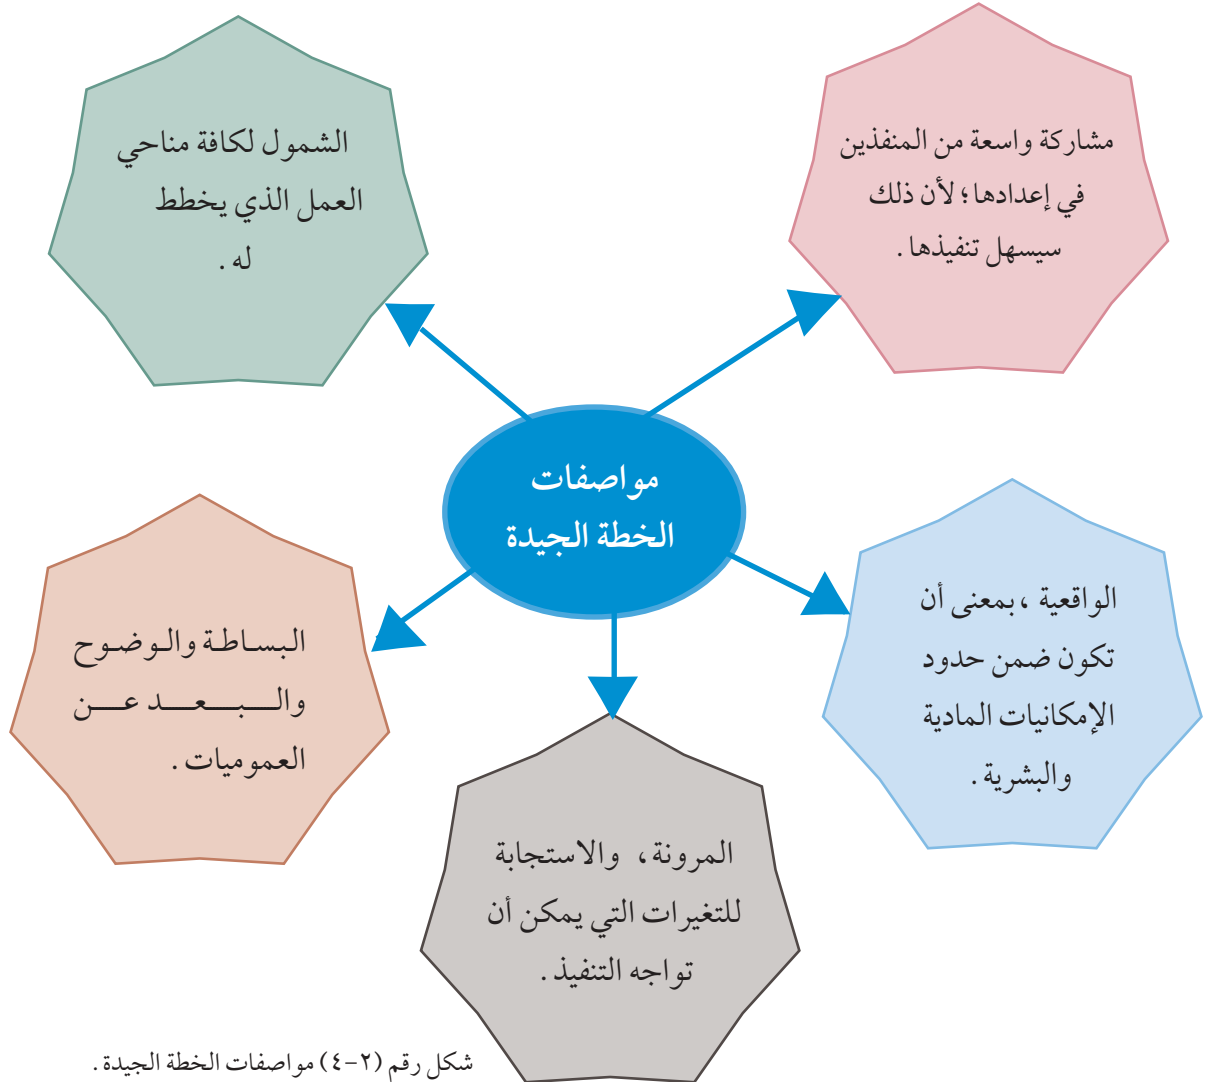 مشاركة واسعة من المنفذين
في إعدادها؛ لأن ذلك
سيسهل تنفيذها.
الشمول لكافة مناحي
العمل الذي يخطط
له.
مواصفات
الخطة الجيدة
الواقعية ،بمعنى أن
تكون ضمن حدود
الإمكانيات المادية
والبشرية.
البساطة والوضوح
والبعد عن
العموميات.
المرونة، والاستجابة
للتغيرات التي يمكن أن
تواجه التنفيذ.
شكل رقم (٢-٤) مواصفات الخطة الجيدة.